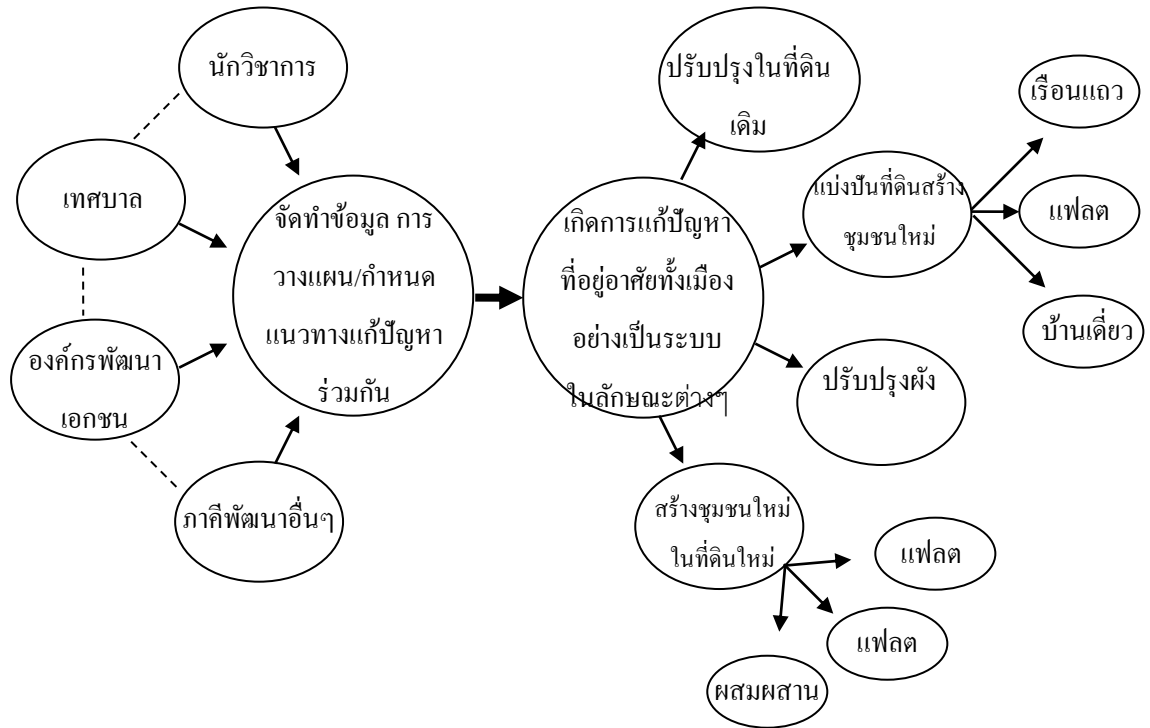 นักวิชาการ
เทศบาล
องค์กรพัฒนา
เอกชน
ภาคีพัฒนาอื่นๆ
จัดทำข้อมูล การ
วางแผน/กำหนด
แนวทางแก้ปัญหา
ร่วมกัน
เกิดการแก้ปัญหา
ที่อยู่อาศัยทั้งเมือง
อย่างเป็นระบบ
ในลักษณะต่างๆ
ปรับปรุงในที่ดิน
เดิม
แบ่งปันที่ดินสร้าง
ชุมชนใหม่
เรือนแถว
แฟลต
บ้านเดี่ยว
ปรับปรุงผัง
สร้างชุมชนใหม่
ในที่ดินใหม่
แฟลต
แฟลต
ผสมผสาน